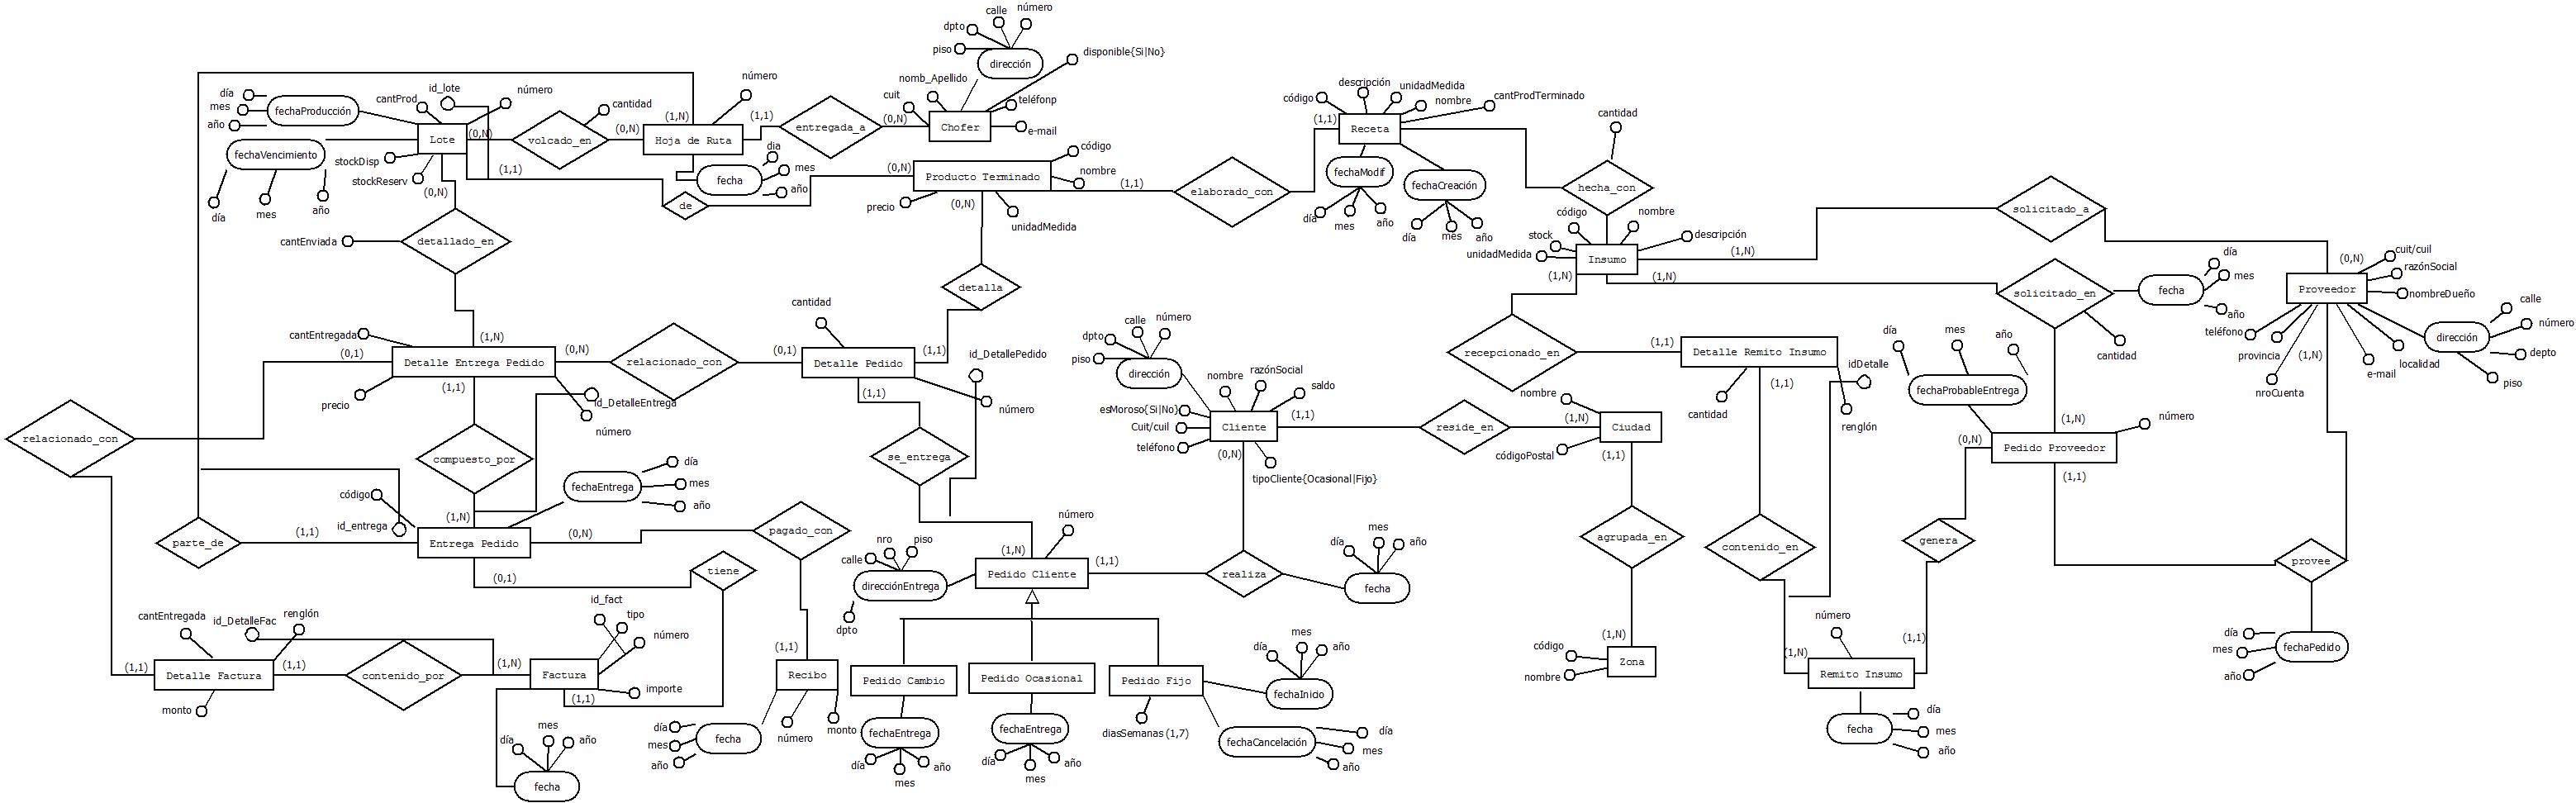 calle
número
dpto
piso
dirección
disponible{Si|No}
nomb_Apellido
cuit
teléfonp
e-mail
Chofer
(0,N)
entregada_a
(1,1)
número
(1,N)
Hoja de Ruta
(0,N)
fecha
dia
mes
año
cantidad
volcado_en
(0,N)
día
mes
año
fechaProducción
cantProd
id_lote
número
Lote
fechaVencimiento
día
mes
año
stockDisp
stockReserv
(0,N)
(1,1)
de
(0,N)
Producto Terminado
código
nombre
precio
(0,N)
unidadMedida
(1,1)
elaborado_con
(1,1)
Receta
código
descripción
unidadMedida
nombre
cantProdTerminado
fechaModif
día
mes
año
fechaCreación
día
mes
año
cantidad
hecha_con
código
nombre
stock
descripción
unidadMedida
Insumo
(1,N)
(1,N)
(1,N)
solicitado_a
(0,N)
Proveedor
cuit/cuil
razónSocial
nombreDueño
teléfono
provincia
(1,N)
nroCuenta
e-mail
localidad
dirección
calle
número
depto
piso
solicitado_en
fecha
día
mes
año
cantidad
cantEnviada
detallado_en
(1,N)
cantEntregada
(0,1)
Detalle Entrega Pedido
(0,N)
precio
(1,1)
id_DetalleEntrega
número
relacionado_con
(0,1)
cantidad
Detalle Pedido
(1,1)
detalla
(1,1)
id_DetallePedido
número
se_entrega
dpto
calle
número
piso
dirección
nombre
razónSocial
saldo
esMoroso{Si|No}
Cuit/cuil
teléfono
Cliente
(1,1)
(0,N)
tipoCliente{Ocasional|Fijo}
reside_en
nombre
(1,N)
Ciudad
códigoPostal
(1,1)
agrupada_en
(1,N)
código
nombre
Zona
recepcionado_en
(1,1)
Detalle Remito Insumo
cantidad
(1,1)
idDetalle
renglón
contenido_en
(1,N)
número
Remito Insumo
(1,1)
fecha
día
mes
año
día
mes
año
fechaProbableEntrega
(1,N)
número
(0,N)
Pedido Proveedor
(1,1)
genera
provee
día
mes
año
fechaPedido
relacionado_con
compuesto_por
código
id_entrega
(1,N)
fechaEntrega
día
mes
año
parte_de
(1,1)
Entrega Pedido
(0,N)
(0,1)
pagado_con
tiene
(1,1)
Recibo
fecha
día
mes
año
número
monto
calle
nro
piso
direcciónEntrega
dpto
(1,N)
número
Pedido Cliente
(1,1)
realiza
fecha
día
mes
año
Pedido Cambio
fechaEntrega
día
mes
año
Pedido Ocasional
fechaEntrega
día
mes
año
Pedido Fijo
diasSemanas (1,7)
fechaInicio
día
mes
año
fechaCancelación
día
mes
año
cantEntregada
id_DetalleFac
renglón
(1,1)
Detalle Factura
(1,1)
monto
contenido_por
(1,N)
Factura
id_fact
tipo
número
importe
(1,1)
fecha
día
mes
año